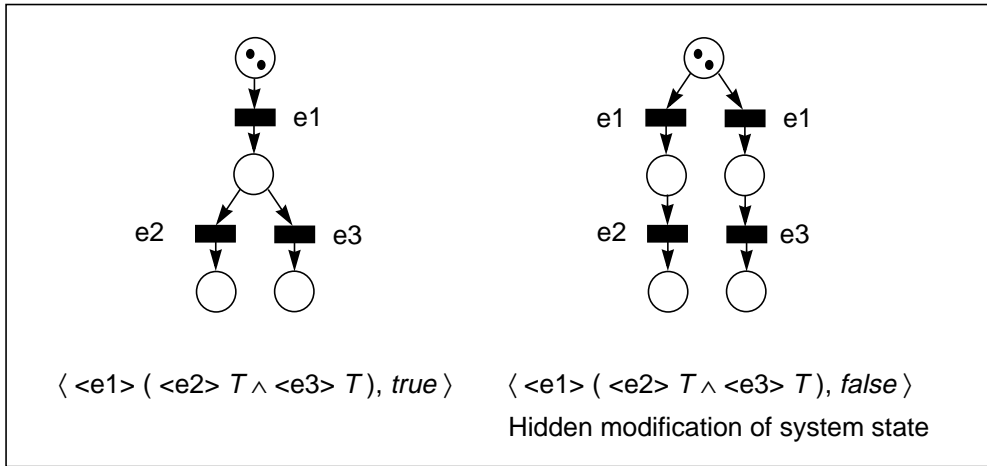 e1
e1 e1
e2 e3
e2 e3
⟨ <e1> ( <e2> T ∧ <e3> T ), true ⟩
⟨ <e1> ( <e2> T ∧ <e3> T ), false ⟩
Hidden modification of system state